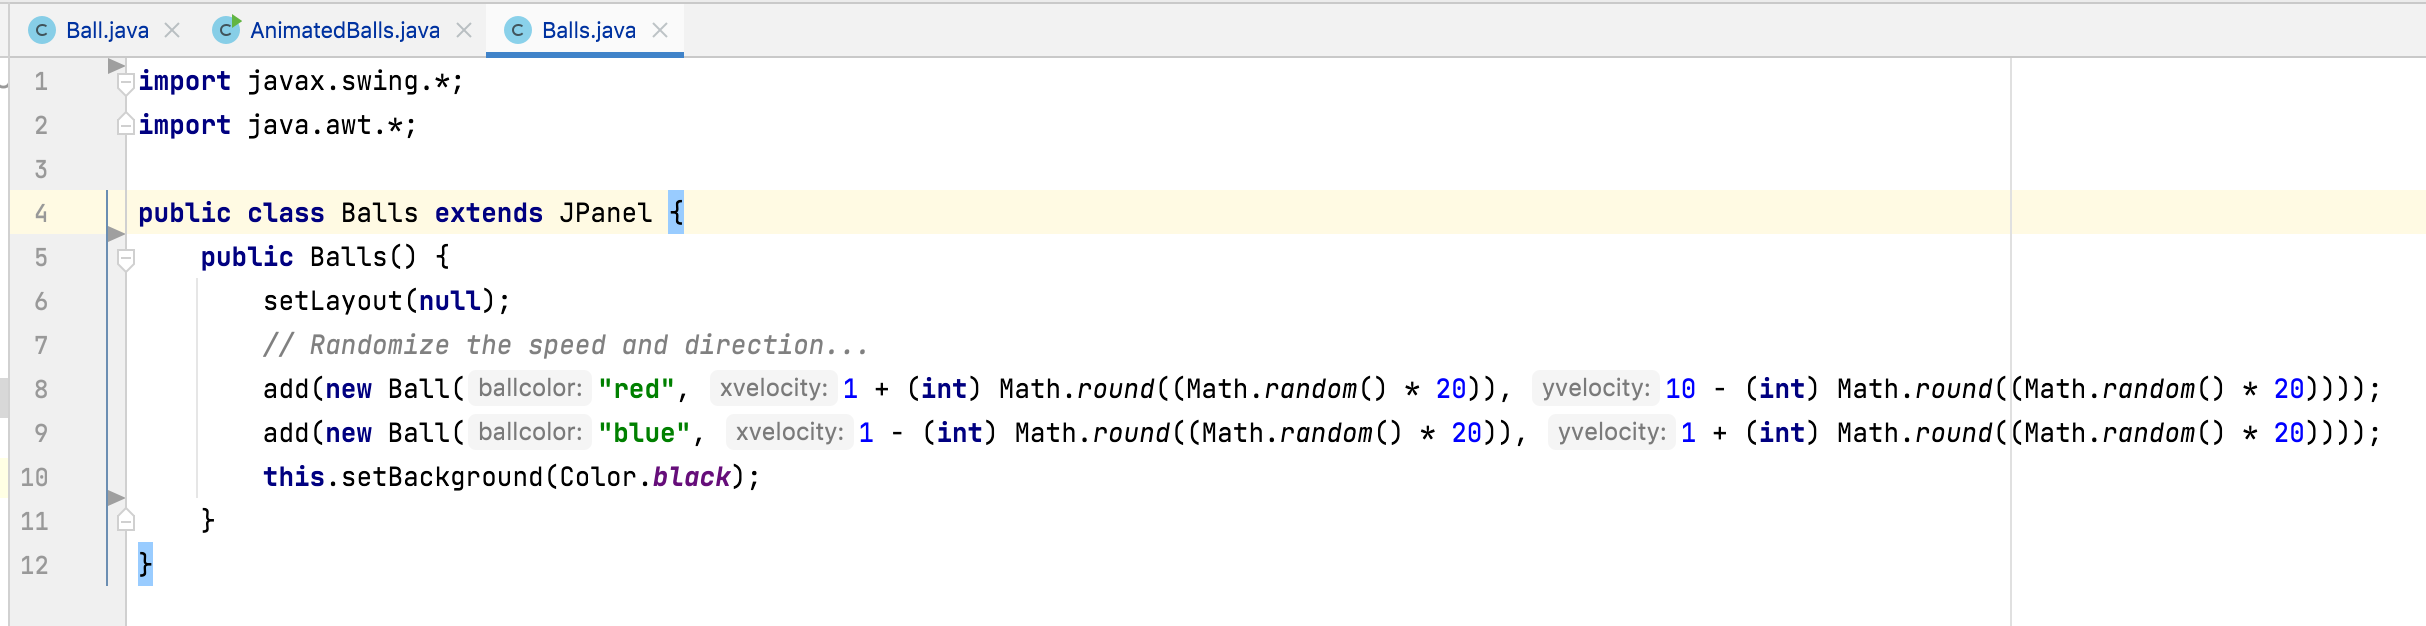 Ball.java AnimatedBalls.java Balls.java
1 import javax.swing.*;
2 import java.awt.*;
3
4 public class Balls extends JPanel {
5 public Balls() {
6 setLayout(null);
7 // Randomize the speed and direction...
8 add(new Ball( ballcolor: "red", xvelocity: 1 + (int) Math.round((Math.random() * 20)), yvelocity: 10 - (int) Math.round((Math.random() * 20))));
9 add(new Ball( ballcolor: "blue", xvelocity: 1 - (int) Math.round((Math.random() * 20)), yvelocity: 1 + (int) Math.round((Math.random() * 20))));
10 this.setBackground(Color.black);
11 }
12 }